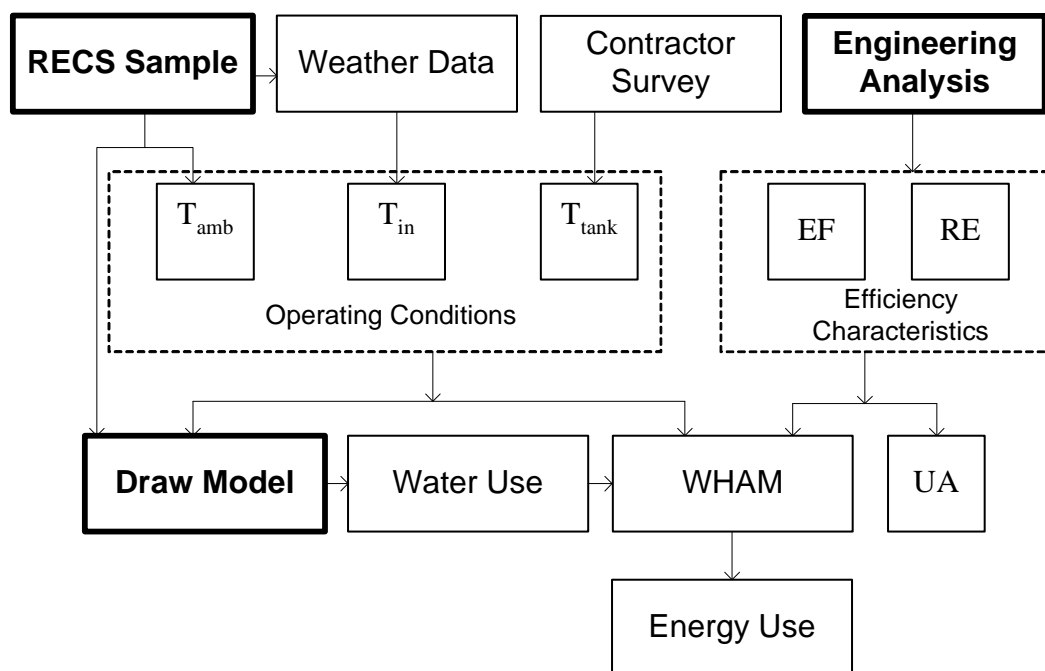 RECS Sample
Weather Data
Contractor
Survey
Engineering
Analysis
T_amb
T_in
T_tank
EF
RE
Operating Conditions
Efficiency
Characteristics
Draw Model
Water Use
WHAM
UA
Energy Use